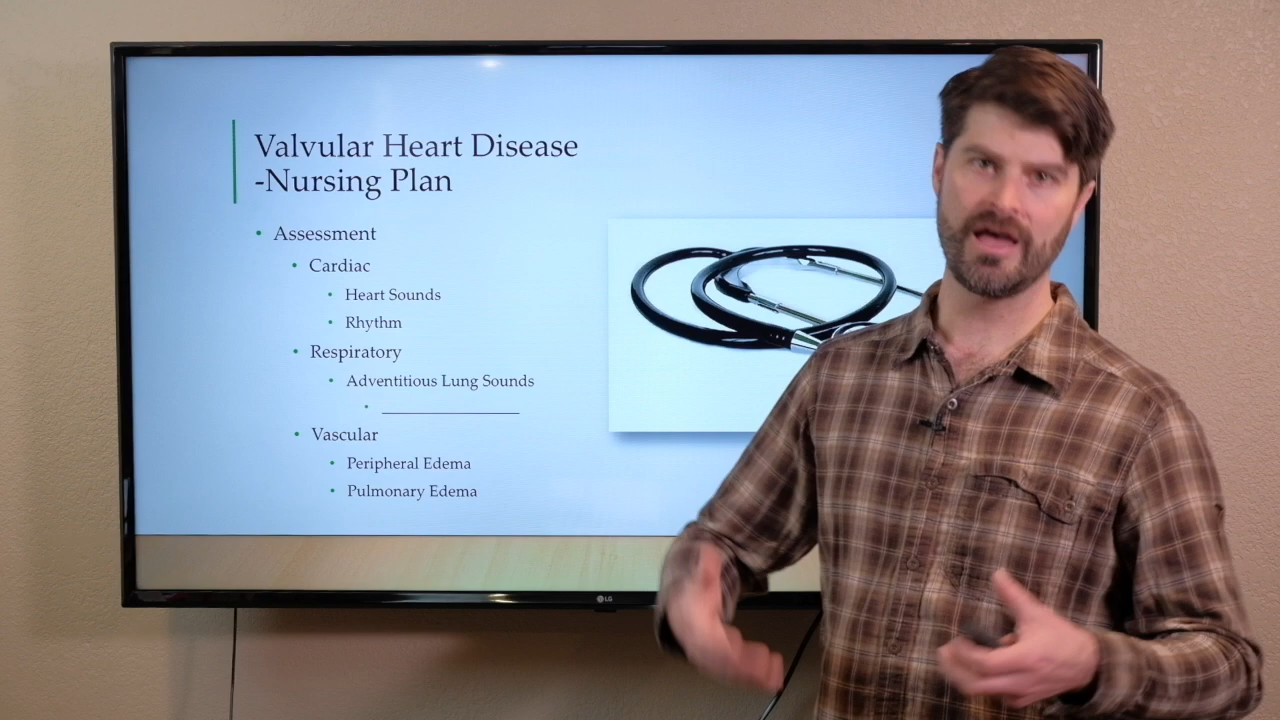 Valvular Heart Disease
-Nursing Plan
• Assessment
• Cardiac
• Heart Sounds
• Rhythm
• Respiratory
• Adventitious Lung Sounds
• ________________
• Vascular
• Peripheral Edema
• Pulmonary Edema
LG